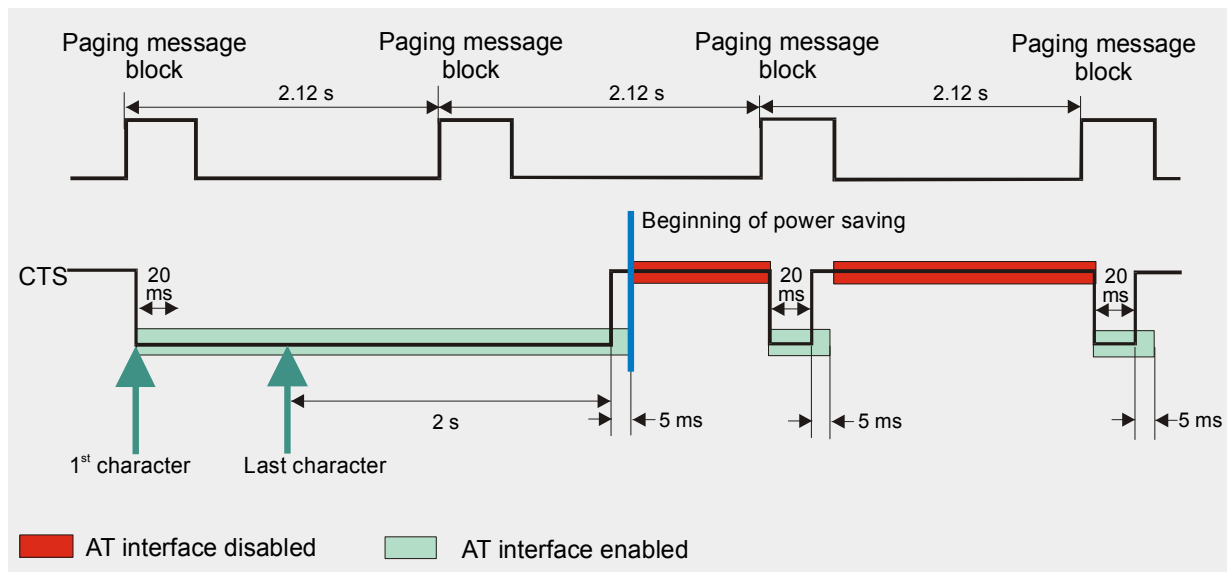 Paging message
block
Paging message
block
Paging message
block
Paging message
block
2.12 s
2.12 s
2.12 s
Beginning of power saving
CTS
20
ms
20
ms
20
ms
2 s
5 ms
5 ms
5 ms
1st character
Last character
AT interface disabled
AT interface enabled